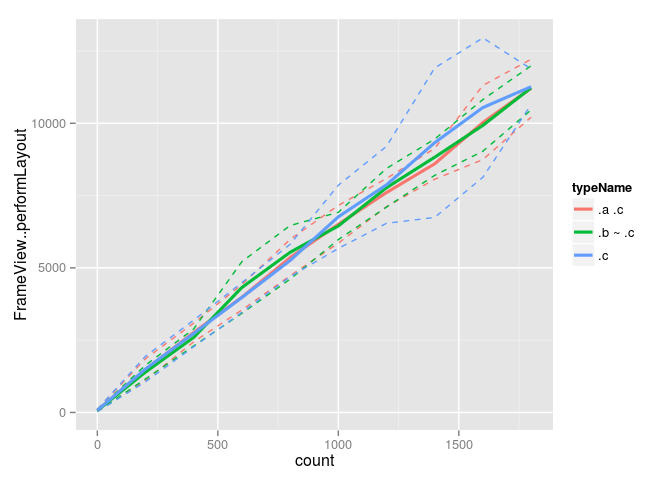 FrameView..performLayout
10000
5000
0
0
500
1000
1500
count
typeName
.a .c
.b ~ .c
.c